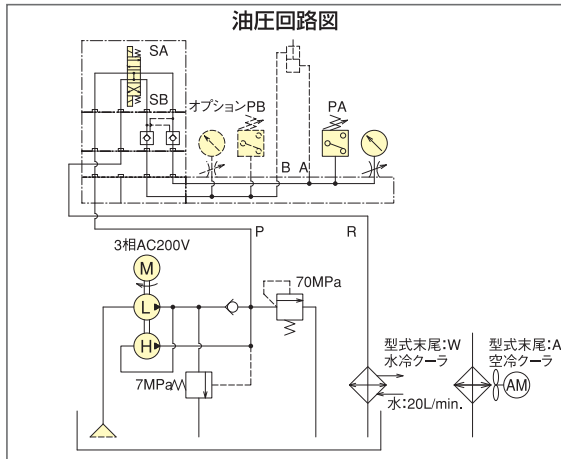 油圧回路図
SA
SB
オプションPB
PA
B A
P
R
3相AC200V
M
L
H
70MPa
7MPa
型式末尾:W
水冷クーラ
水:20L/min.
型式末尾:A
空冷クーラ
AM